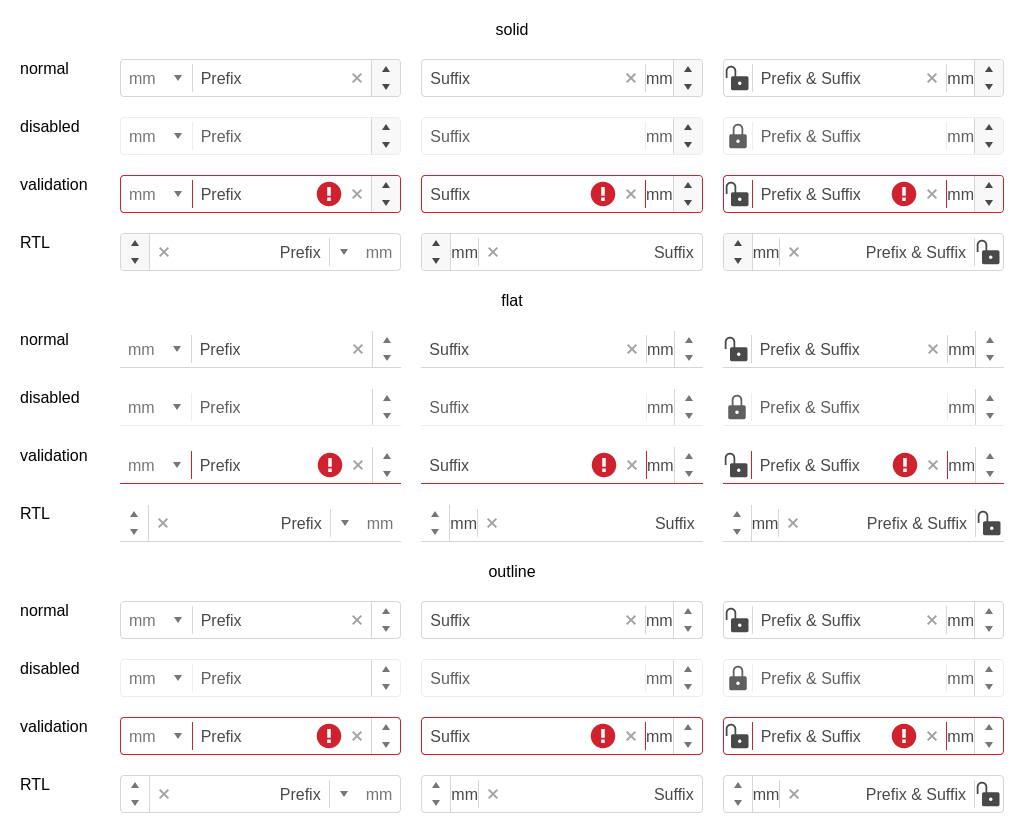 solid
normal mm Prefix Suffix mm Prefix & Suffix mm
disabled mm Prefix Suffix mm Prefix & Suffix mm
validation mm Prefix Suffix mm Prefix & Suffix mm
RTL Prefix mm mm Suffix mm Prefix & Suffix
flat
normal mm Prefix Suffix mm Prefix & Suffix mm
disabled mm Prefix Suffix mm Prefix & Suffix mm
validation mm Prefix Suffix mm Prefix & Suffix mm
RTL Prefix mm mm Suffix mm Prefix & Suffix
outline
normal mm Prefix Suffix mm Prefix & Suffix mm
disabled mm Prefix Suffix mm Prefix & Suffix mm
validation mm Prefix Suffix mm Prefix & Suffix mm
RTL Prefix mm mm Suffix mm Prefix & Suffix